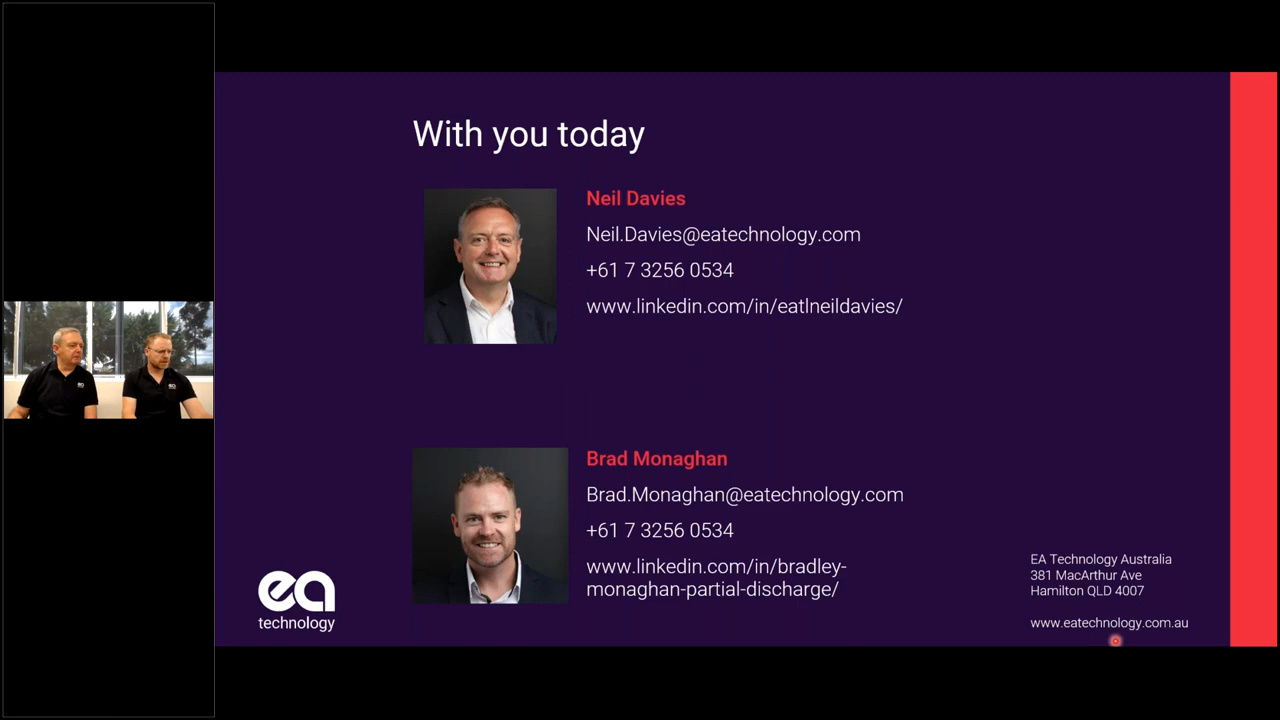 With you today
Neil Davies
Neil.Davies@eatechnology.com
+61 7 3256 0534
www.linkedin.com/in/eatlneildavies/
Brad Monaghan
Brad.Monaghan@eatechnology.com
+61 7 3256 0534
www.linkedin.com/in/bradley-
monaghan-partial-discharge/
ea
technology
EA Technology Australia
381 MacArthur Ave
Hamilton QLD 4007
www.eatechnology.com.au
ea
ea